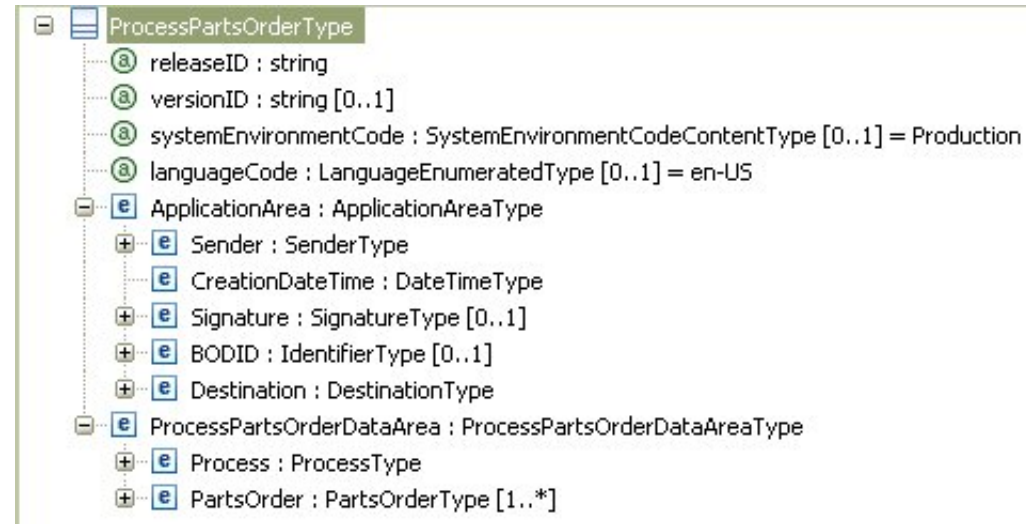 ProcessPartsOrderType
a releaseID : string
a versionID : string [0..1]
a systemEnvironmentCode : SystemEnvironmentCodeContentType [0..1] = Production
a languageCode : LanguageEnumeratedType [0..1] = en-US
e ApplicationArea : ApplicationAreaType
e Sender : SenderType
e CreationDateTime : DateTimeType
e Signature : SignatureType [0..1]
e BODID : IdentifierType [0..1]
e Destination : DestinationType
e ProcessPartsOrderDataArea : ProcessPartsOrderDataAreaType
e Process : ProcessType
e PartsOrder : PartsOrderType [1..*]